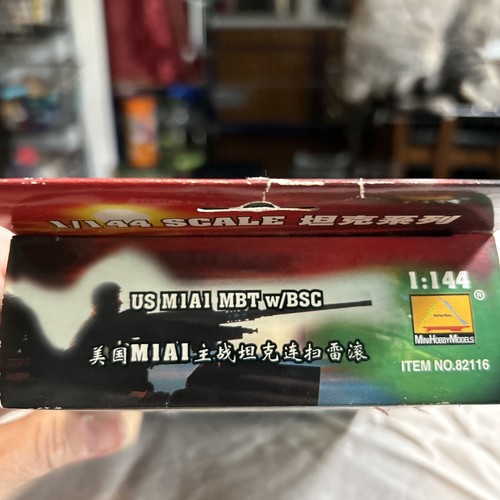 1/144 SCALE 坦克系列
1:144
US M1A1 MBT w/BSC
®
MINIHOBBYMODELS
美国M1A1主战坦克连扫雷滚
ITEM NO.82116